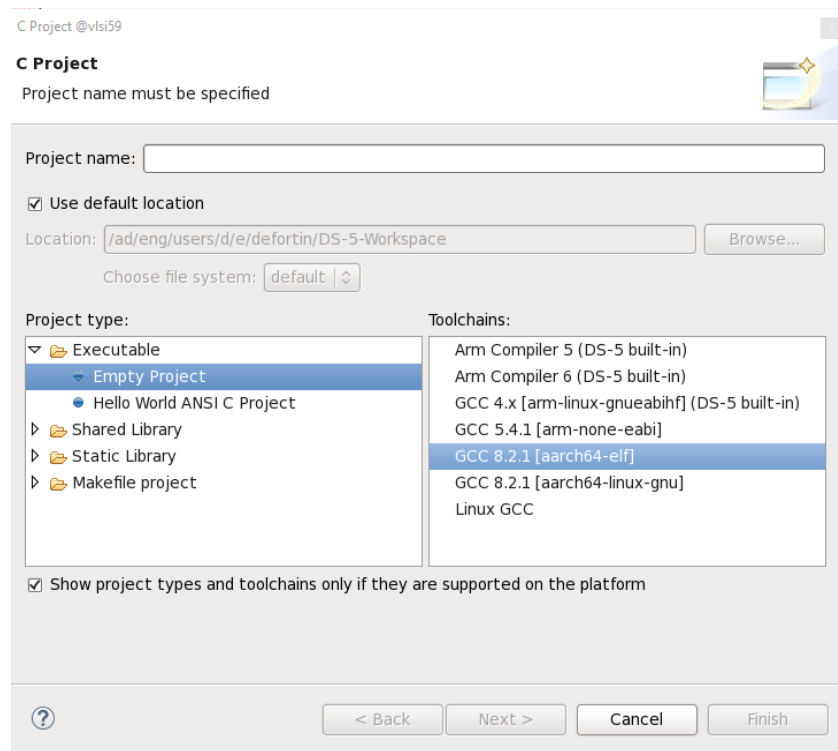 C Project @vlsi59
C Project
Project name must be specified
Project name:
Use default location
Location: /ad/eng/users/d/e/defortin/DS-5-Workspace Browse...
Choose file system: default
Project type: Toolchains:
Executable Arm Compiler 5 (DS-5 built-in)
Empty Project Arm Compiler 6 (DS-5 built-in)
Hello World ANSI C Project GCC 4.x [arm-linux-gnueabihf] (DS-5 built-in)
Shared Library GCC 5.4.1 [arm-none-eabi]
Static Library GCC 8.2.1 [aarch64-elf]
Makefile project GCC 8.2.1 [aarch64-linux-gnu]
Linux GCC
Show project types and toolchains only if they are supported on the platform
? < Back Next > Cancel Finish